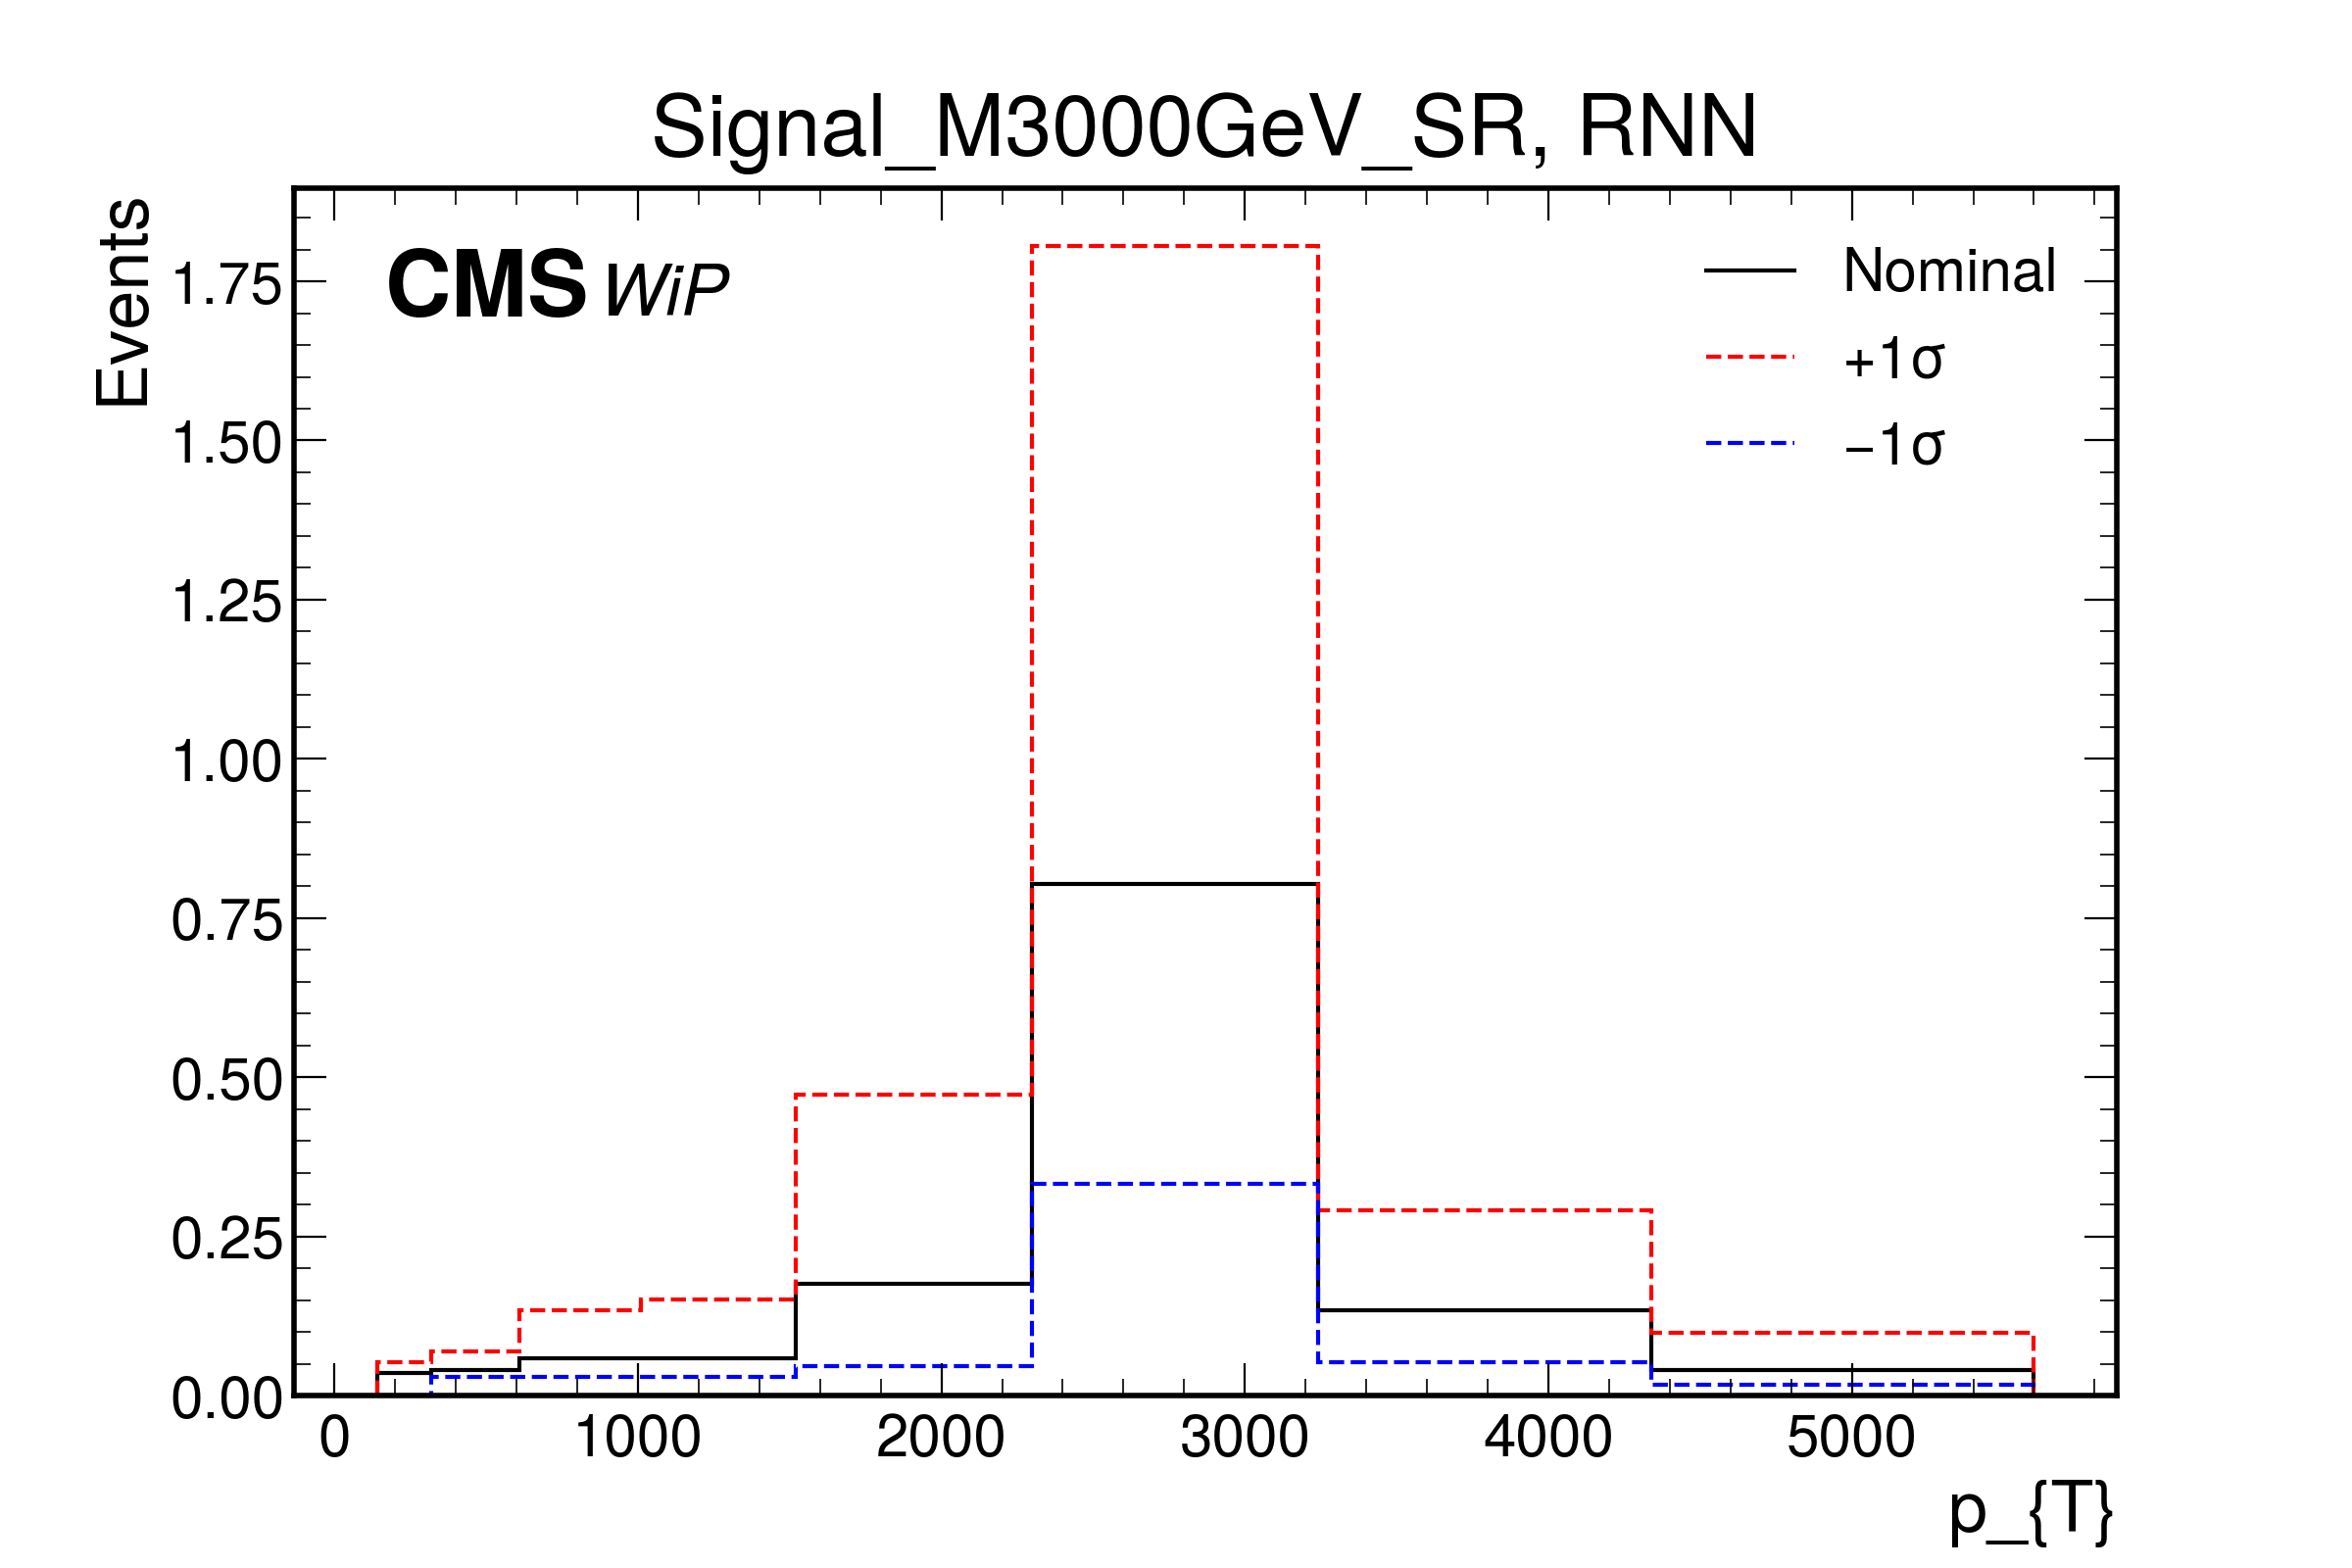 Signal_M3000GeV_SR, RNN
Events
CMS WiP
Nominal
+1σ
−1σ
1.75
1.50
1.25
1.00
0.75
0.50
0.25
0.00
0 1000 2000 3000 4000 5000
p_{T}